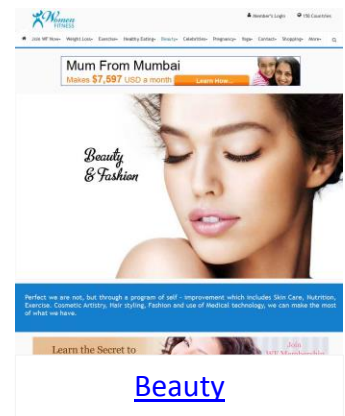 Women
FITNESS
Member's Login 150 Countries
Join WF Now Weight Loss Exercise Healthy Eating Beauty Celebrities Pregnancy Yoga Contact Shopping More
Mum From Mumbai
Makes $7,597 USD a month
Learn How...
Beauty
& Fashion
Perfect we are not, but through a program of self - improvement which includes Skin Care, Nutrition,
Exercise, Cosmetic Artistry, Hair styling, Fashion and use of Medical technology, we can make the most
of what we have.
Learn the Secret to
Join
WF Membership
Beauty